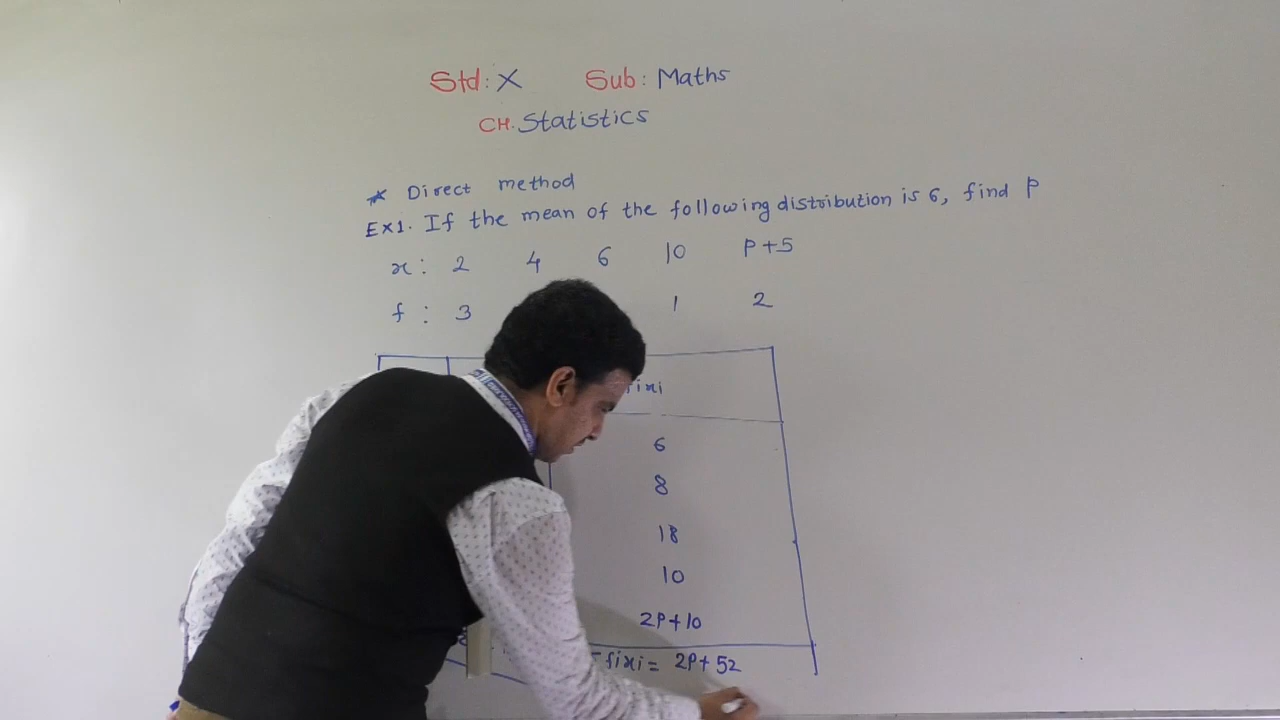 Std: X Sub: Maths
CH. Statistics
* Direct method
Ex1. If the mean of the following distribution is 6, find P
x: 2 4 6 10 P+5
f: 3 1 2
fixi
6
8
18
10
2P+10
fixi = 2P+52